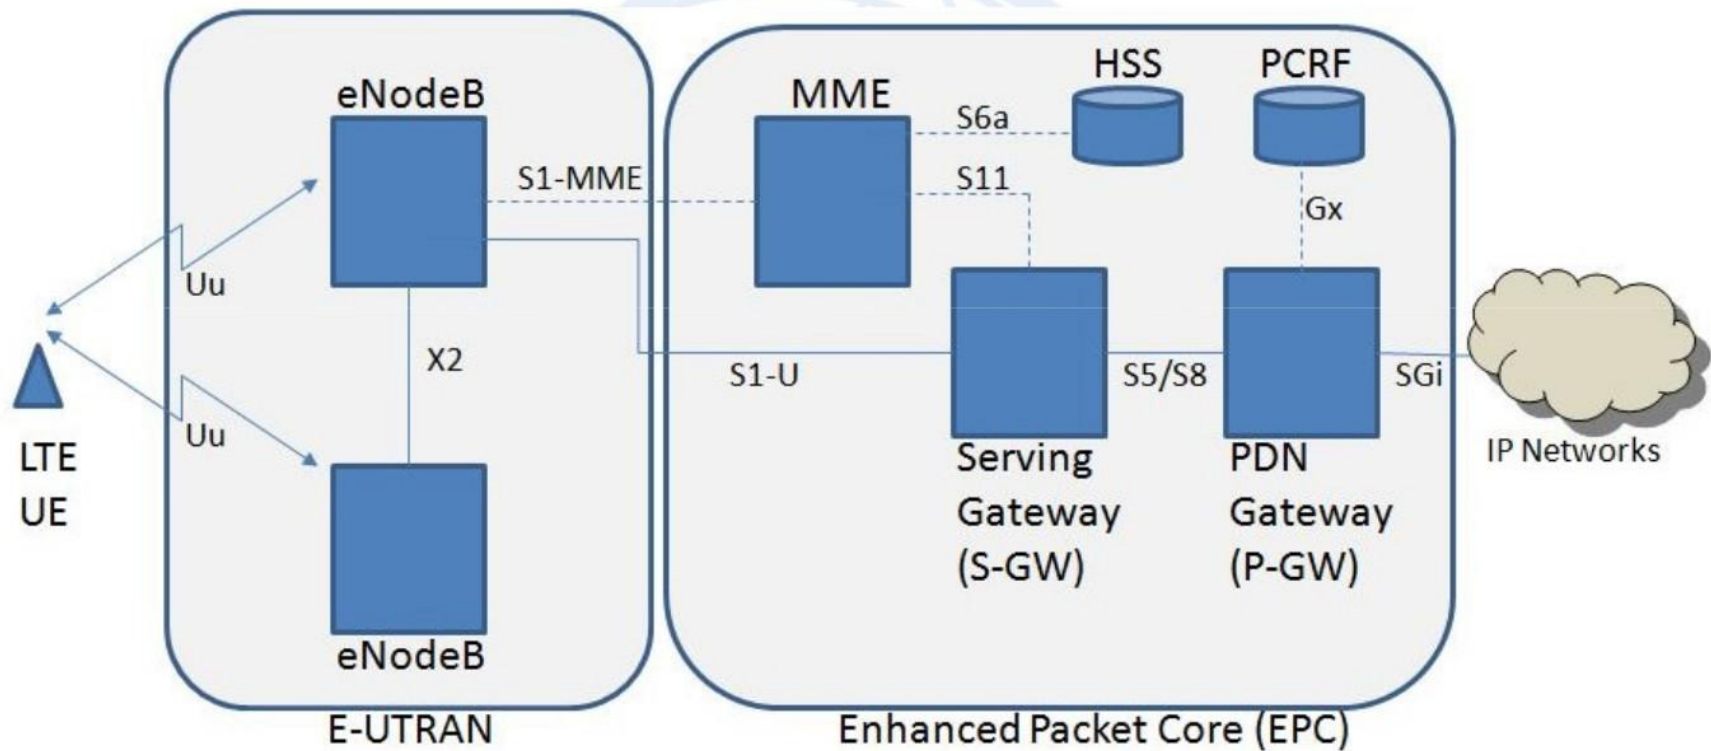 eNodeB
MME
HSS
PCRF
S6a
S1-MME
S11
Gx
Uu
X2
S1-U
S5/S8
SGi
Uu
LTE
UE
Serving
Gateway
(S-GW)
PDN
Gateway
(P-GW)
IP Networks
eNodeB
E-UTRAN
Enhanced Packet Core (EPC)